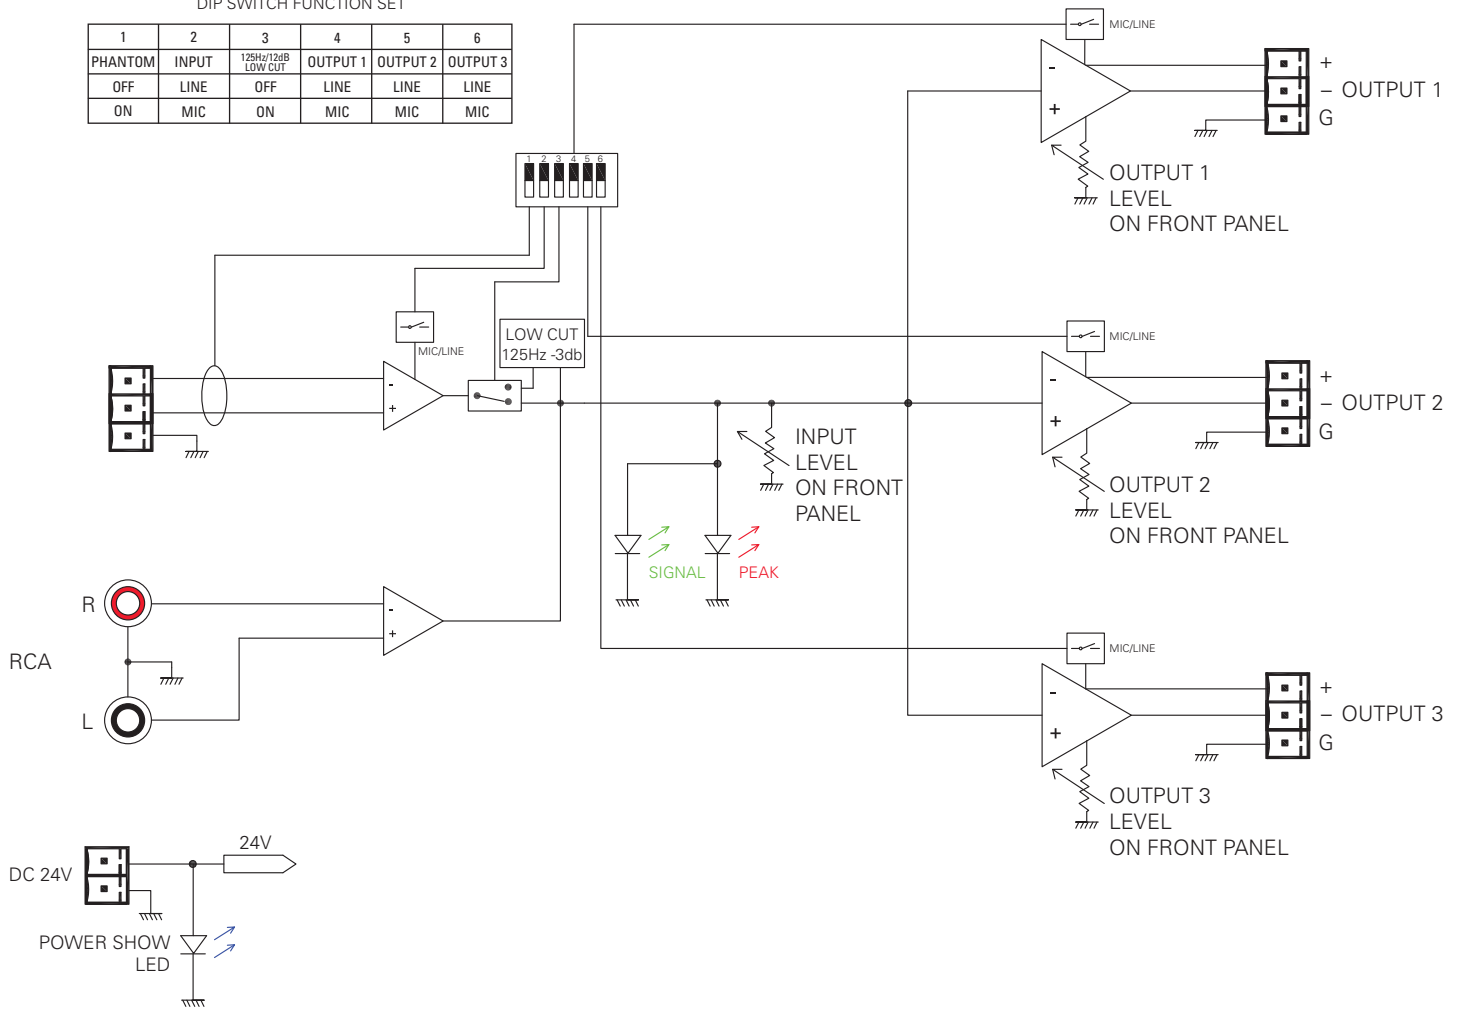 DIP SWITCH FUNCTION SET
1 2 3 4 5 6
PHANTOM INPUT 125Hz/12dB LOW CUT OUTPUT 1 OUTPUT 2 OUTPUT 3
OFF LINE OFF LINE LINE LINE
ON MIC ON MIC MIC MIC
1 2 3 4 5 6
MIC/LINE
-
+
+
– OUTPUT 1
G
OUTPUT 1
LEVEL
ON FRONT PANEL
MIC/LINE
-
+
LOW CUT
125Hz -3db
MIC/LINE
-
+
+
– OUTPUT 2
G
OUTPUT 2
LEVEL
ON FRONT PANEL
INPUT
LEVEL
ON FRONT
PANEL
SIGNAL
PEAK
R
RCA
L
-
+
MIC/LINE
-
+
+
– OUTPUT 3
G
OUTPUT 3
LEVEL
ON FRONT PANEL
DC 24V
24V
POWER SHOW
LED